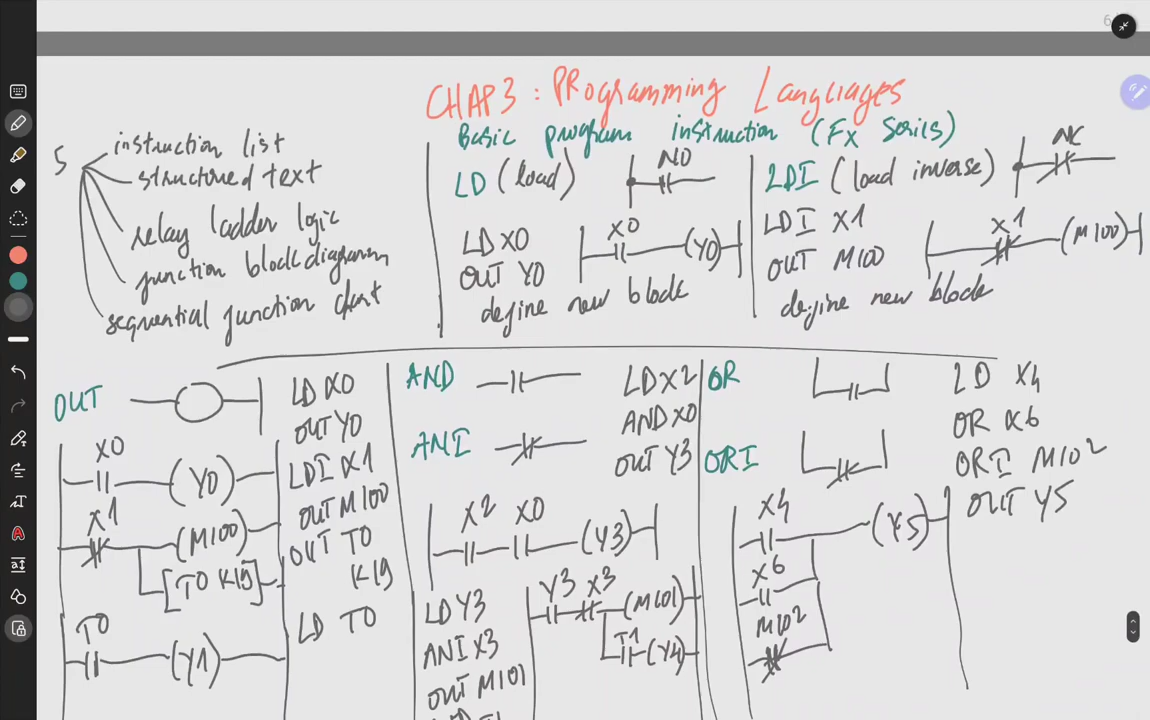 6
CHAP3 : PROgramming Languages
Basic program instruction (FX Series)
5
instruction list
structured text
relay ladder logic
function block diagram
sequential function chart
LD (load)
NO
LD X0
OUT Y0
X0
(Y0)
define new block
LDI (load inverse)
NC
LDI X1
OUT M100
X1
(M100)
define new block
OUT
LD X0
OUT Y0
LDI X1
OUT M100
OUT T0
K19
LD T0
X0
(Y0)
X1
(M100)
[T0 K19]
T0
(Y1)
AND
ANI
LD X2
AND X0
OUT Y3
X2 X0
(Y3)
LD Y3
ANI X3
OUT M101
Y3 X3
(M101)
T1
(Y4)
OR
ORI
LD X4
OR X6
ORI M102
OUT Y5
X4
(Y5)
X6
M102